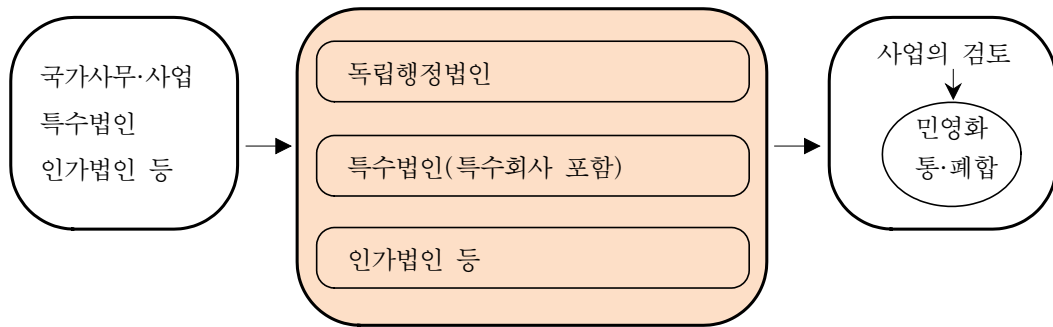 국가사무·사업
특수법인
인가법인 등
독립행정법인
특수법인(특수회사 포함)
인가법인 등
사업의 검토
민영화
통·폐합